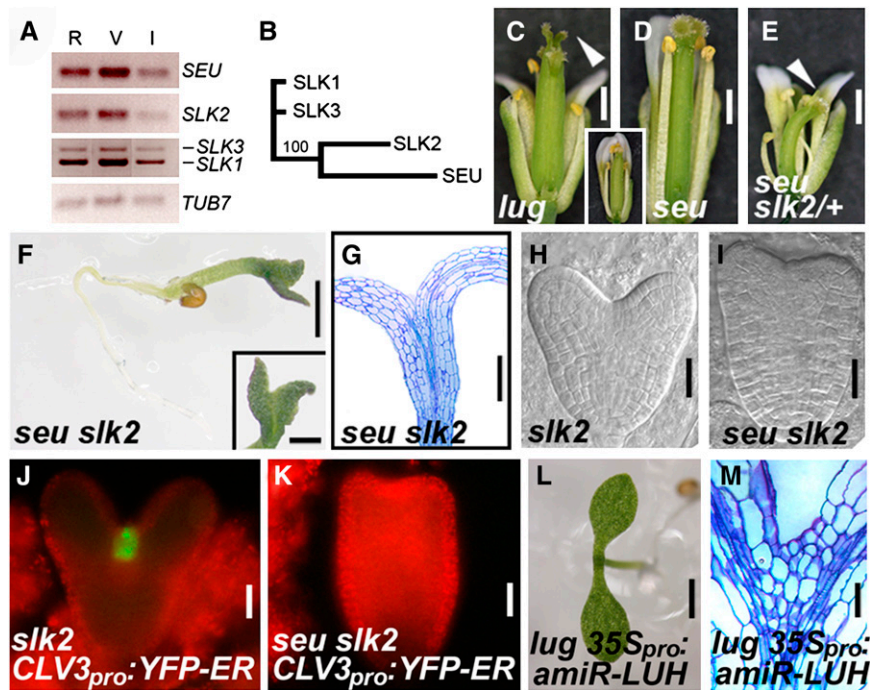 A
R V I
SEU
SLK2
SLK3
SLK1
TUB7
B
SLK1
SLK3
100
SLK2
SEU
C
lug
D
seu
E
seu
slk2/+
F
seu slk2
G
seu slk2
H
slk2
I
seu slk2
J
slk2
CLV3pro:YFP-ER
K
seu slk2
CLV3pro:YFP-ER
L
lug 35Spro:
amiR-LUH
M
lug 35Spro:
amiR-LUH